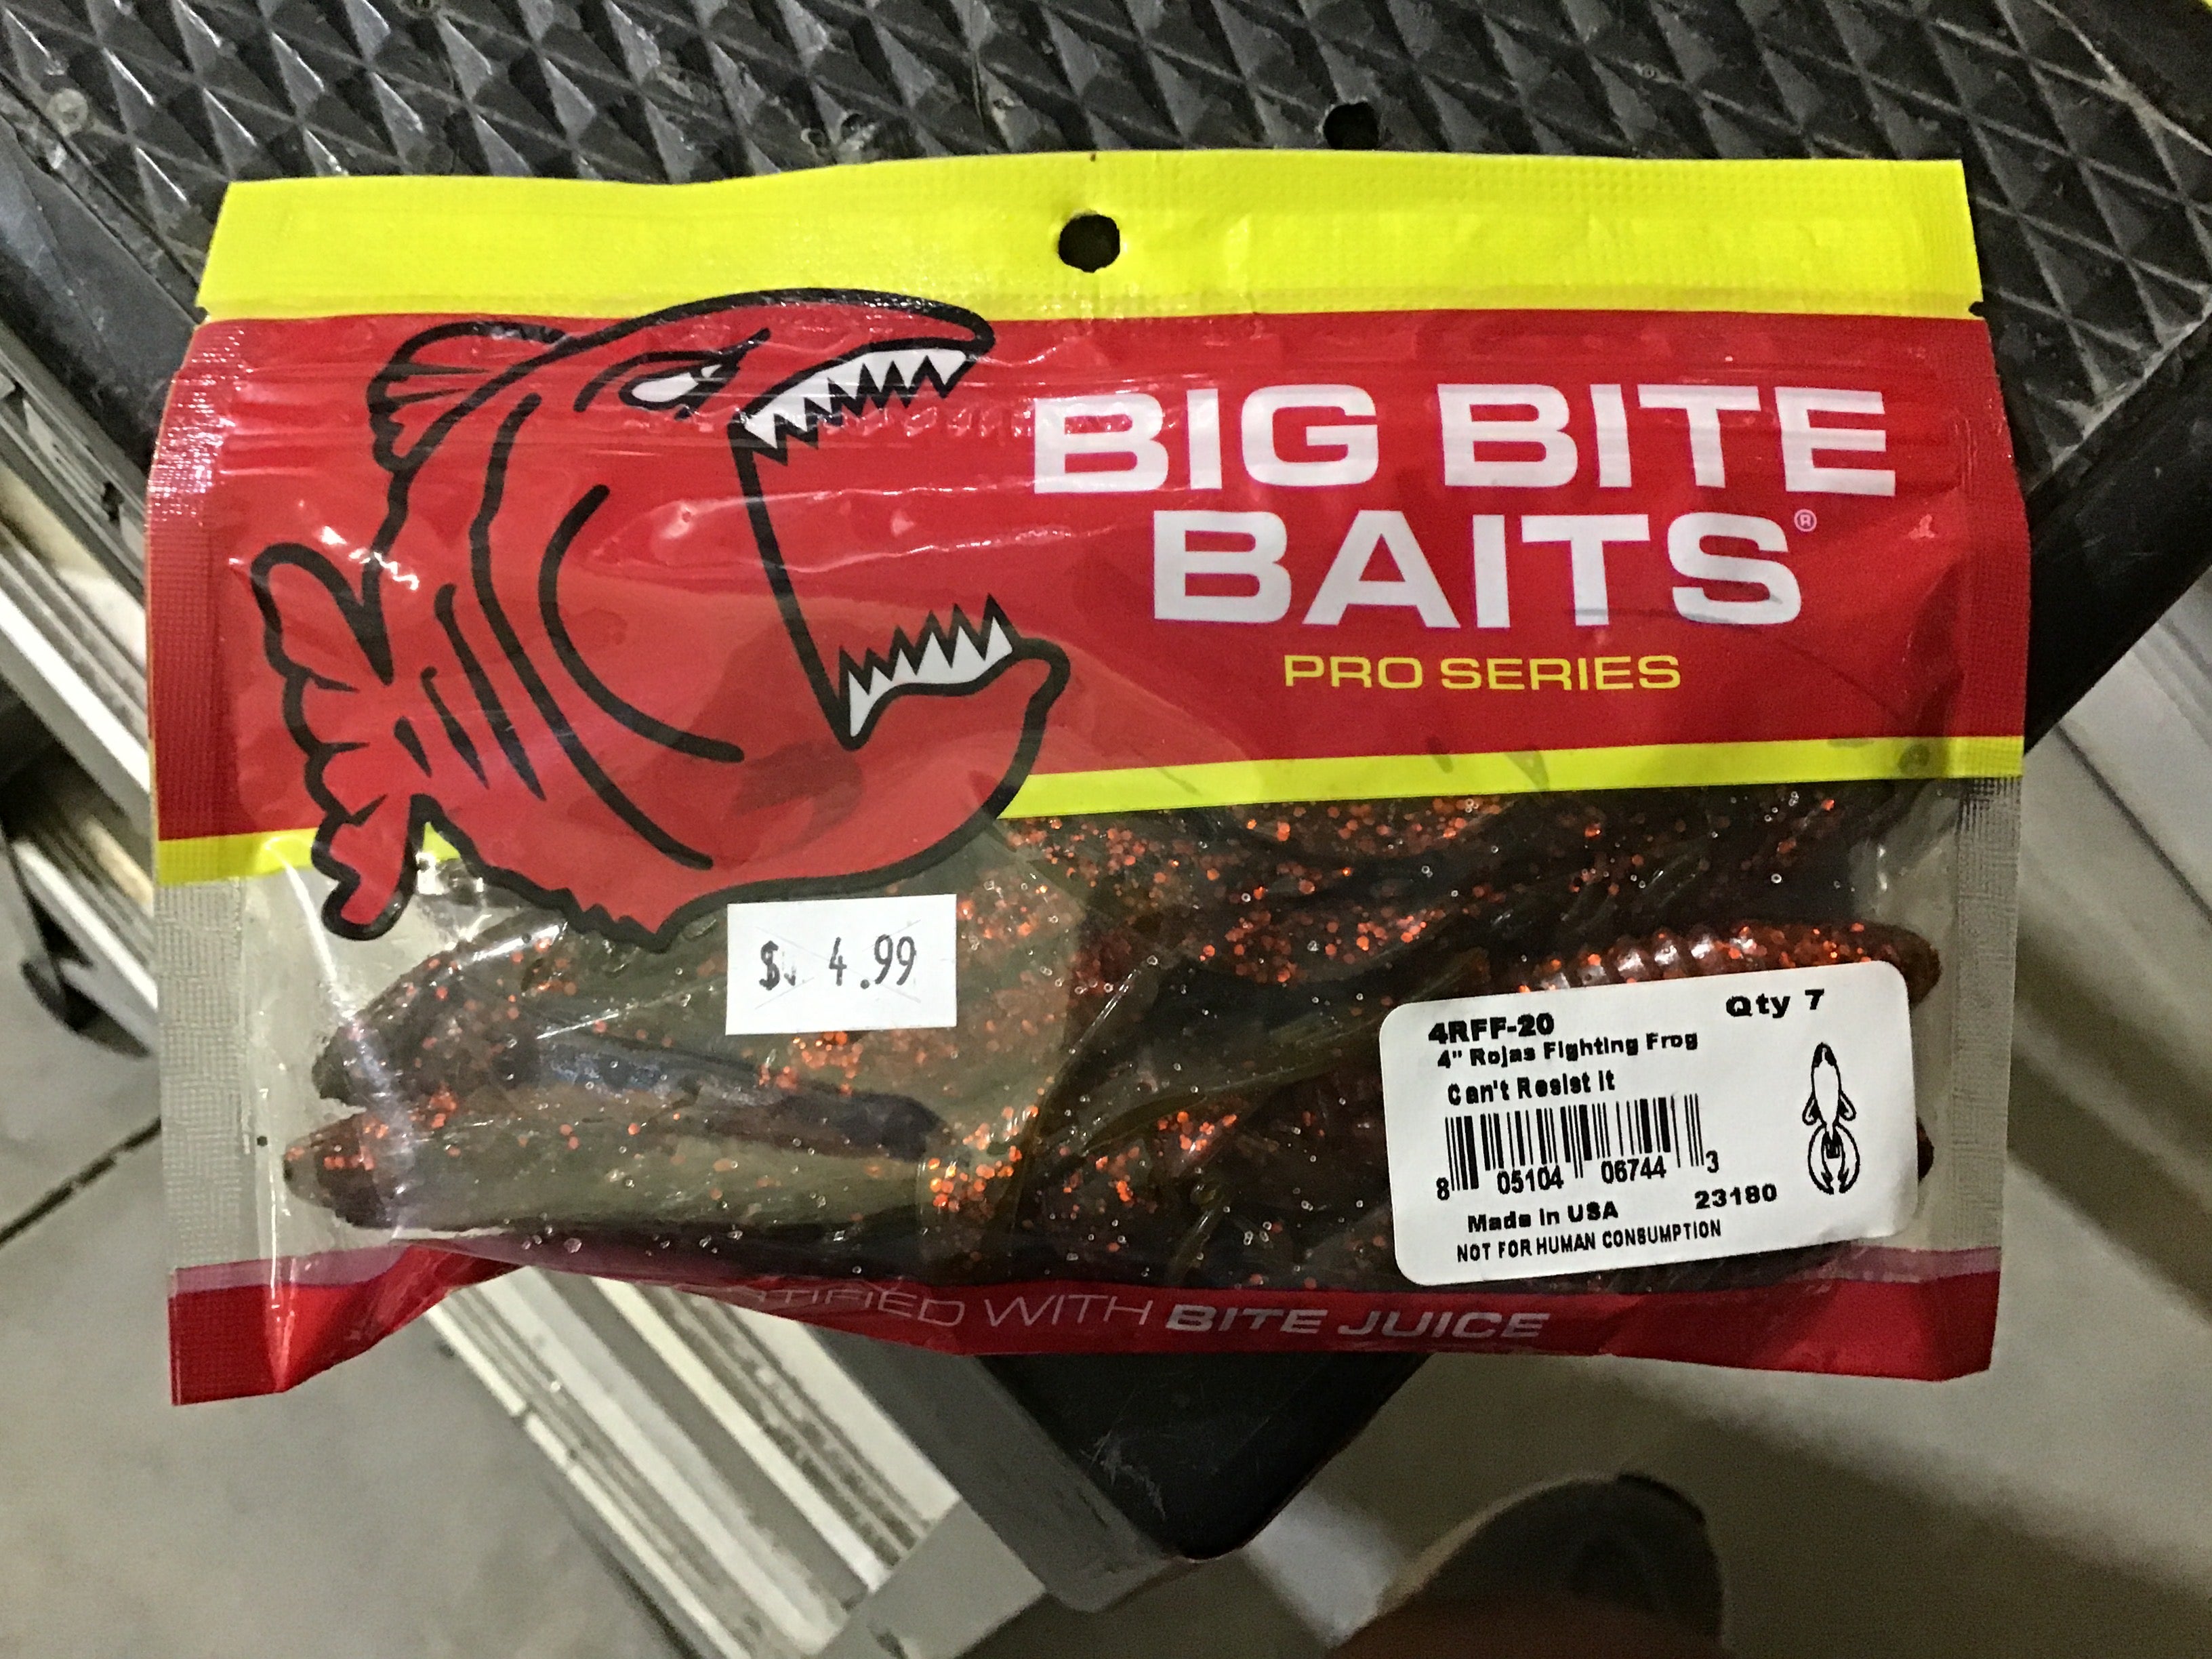 BIG BITE
BAITS®
PRO SERIES
$ 4.99
4RFF-20
Qty 7
4" Rojas Fighting Frog
Can't Resist It
8 05104 06744 3
Made in USA
23180
NOT FOR HUMAN CONSUMPTION
WITH BITE JUICE